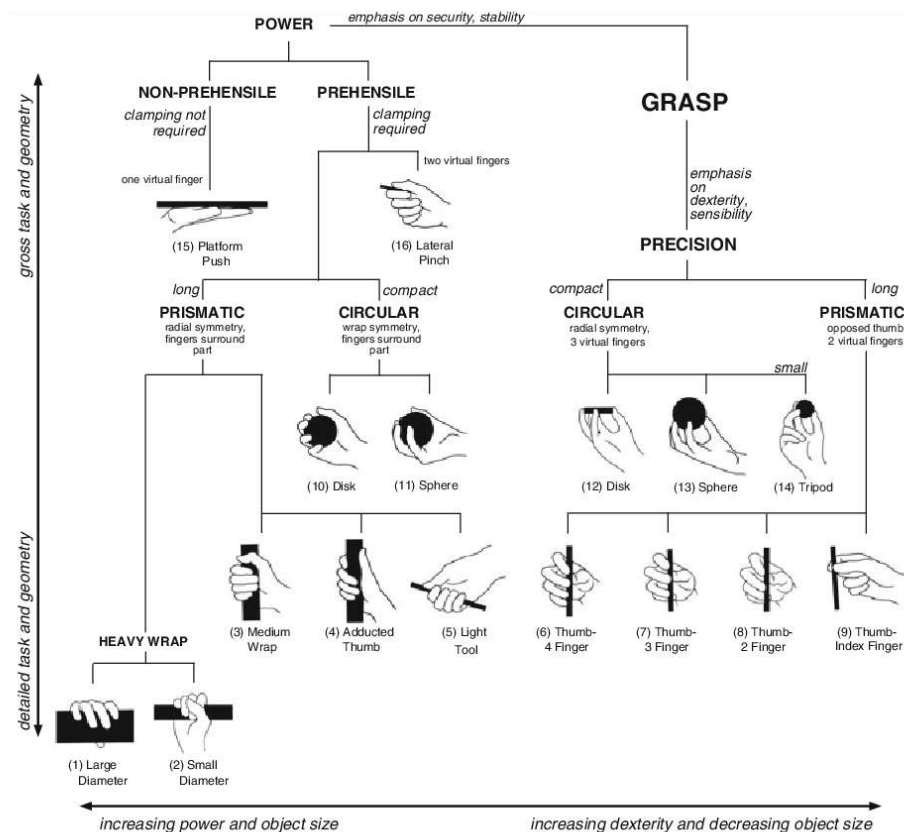 emphasis on security, stability
POWER
NON-PREHENSILE
PREHENSILE
GRASP
clamping not
required
clamping
required
one virtual finger
two virtual fingers
emphasis
on
dexterity,
sensibility
(15) Platform
Push
(16) Lateral
Pinch
PRECISION
long
compact
compact
long
PRISMATIC
radial symmetry,
fingers surround
part
CIRCULAR
wrap symmetry,
fingers surround
part
CIRCULAR
radial symmetry,
3 virtual fingers
PRISMATIC
opposed thumb
2 virtual fingers
small
(10) Disk
(11) Sphere
(12) Disk
(13) Sphere
(14) Tripod
(3) Medium
Wrap
(4) Adducted
Thumb
(5) Light
Tool
(6) Thumb-
4 Finger
(7) Thumb-
3 Finger
(8) Thumb-
2 Finger
(9) Thumb-
Index Finger
HEAVY WRAP
(1) Large
Diameter
(2) Small
Diameter
gross task and geometry
detailed task and geometry
increasing power and object size
increasing dexterity and decreasing object size